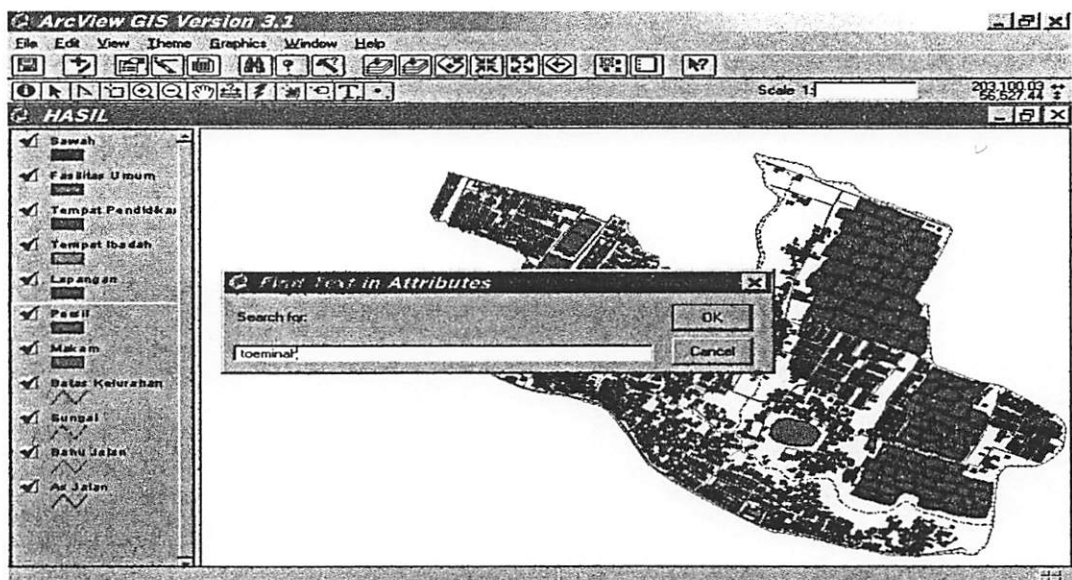 ArcView GIS Version 3.1
File Edit View Theme Graphics Window Help
Scale 1:
203,100.03
56,527.44
HASIL
Sawah
Fasilitas Umum
Tempat Pendidikan
Tempat Ibadah
Lapangan
Persil
Makam
Batas Kelurahan
Sungai
Bahu Jalan
As Jalan
Find Text in Attributes
Search for:
OK
toeminah
Cancel